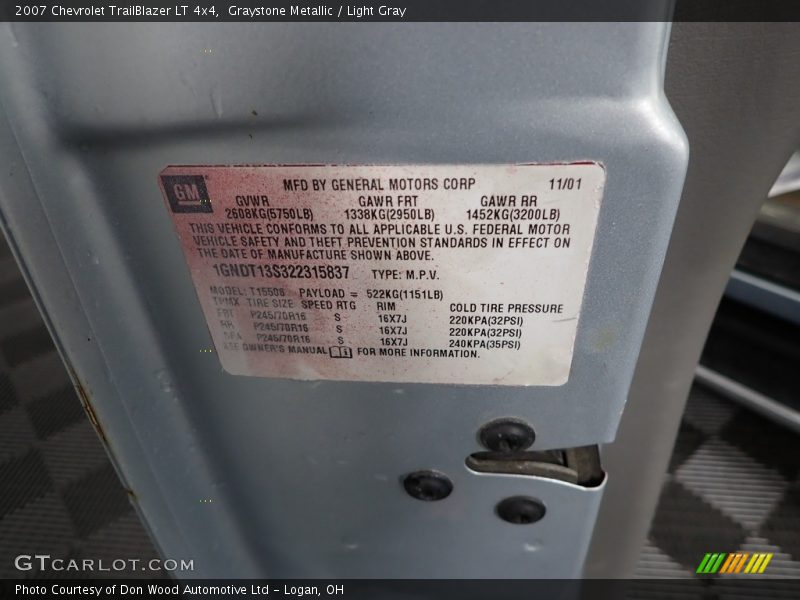 2007 Chevrolet TrailBlazer LT 4x4,  Graystone Metallic / Light Gray
GM MFD BY GENERAL MOTORS CORP 11/01
GVWR GAWR FRT GAWR RR
2608KG(5750LB) 1338KG(2950LB) 1452KG(3200LB)
THIS VEHICLE CONFORMS TO ALL APPLICABLE U.S. FEDERAL MOTOR
VEHICLE SAFETY AND THEFT PREVENTION STANDARDS IN EFFECT ON
THE DATE OF MANUFACTURE SHOWN ABOVE.
1GNDT13S322315837 TYPE: M.P.V.
MODEL: T15506 PAYLOAD = 522KG(1151LB)
TIRE SIZE SPEED RTG RIM COLD TIRE PRESSURE
FRT P245/70R16 S 16X7J 220KPA(32PSI)
RR P245/70R16 S 16X7J 220KPA(32PSI)
SPA P245/70R16 S 16X7J 240KPA(35PSI)
SEE OWNER'S MANUAL FOR MORE INFORMATION.
GTCARLOT.COM
Photo Courtesy of Don Wood Automotive Ltd - Logan, OH